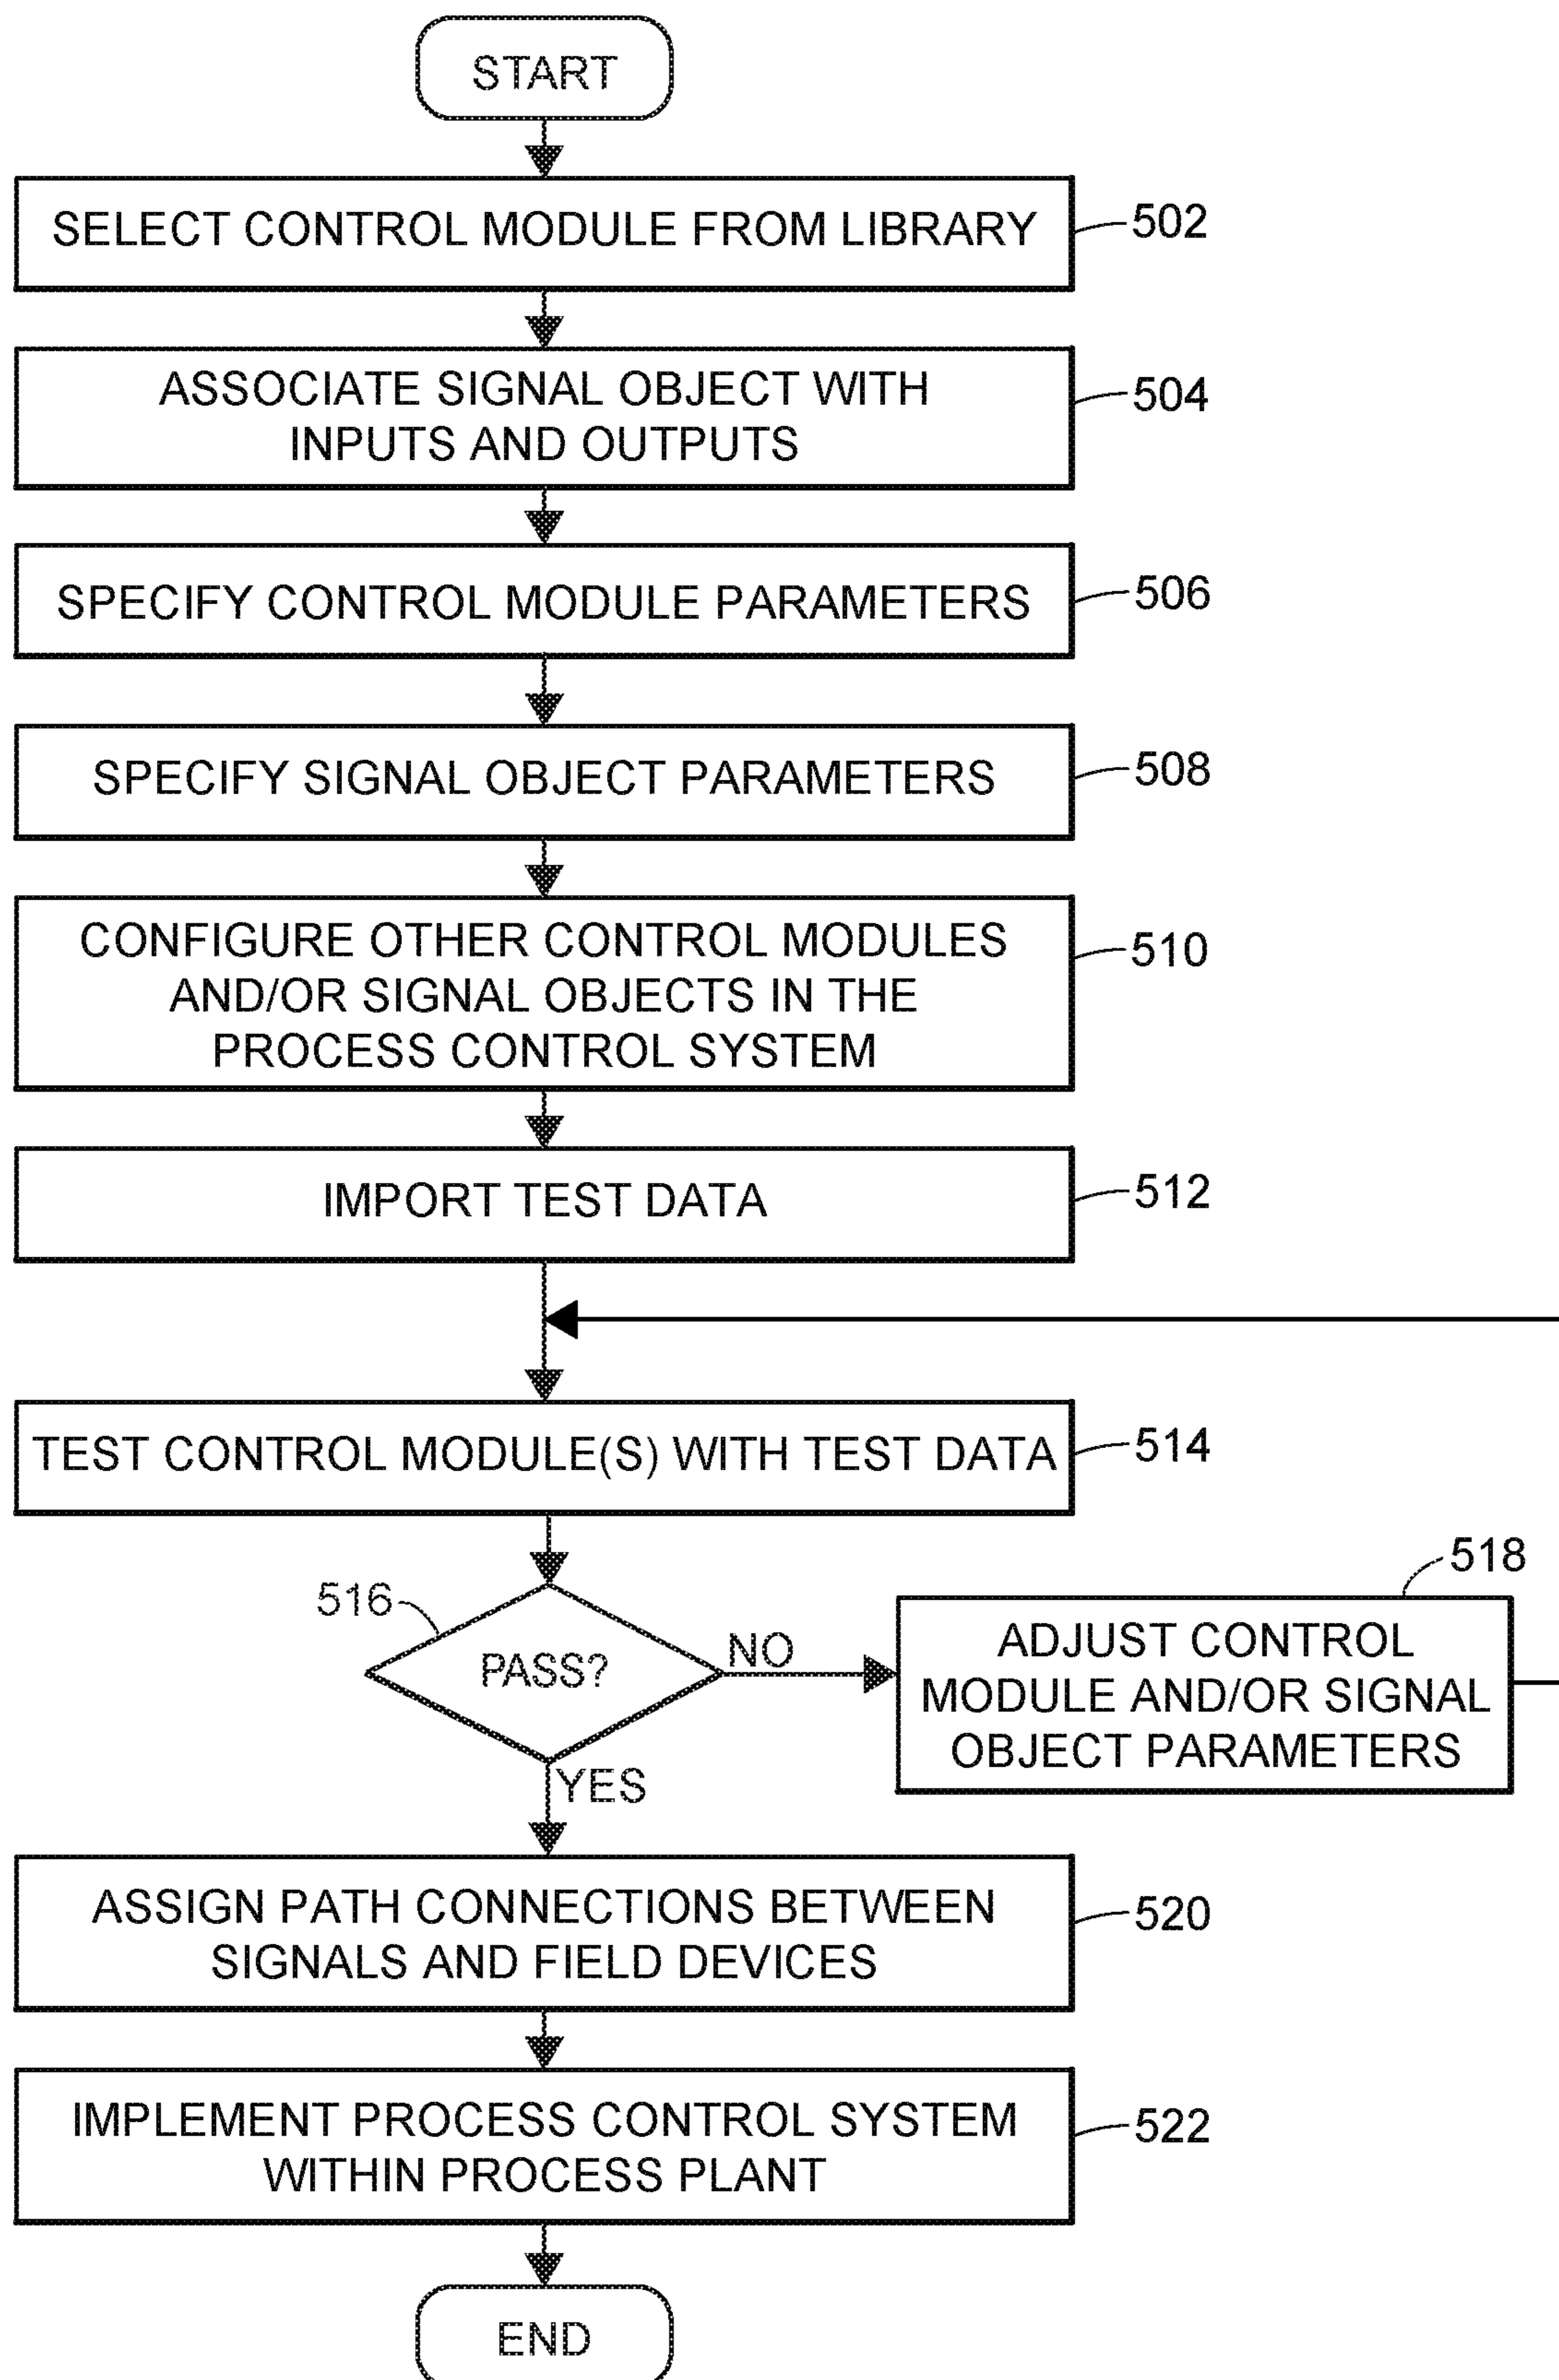 START
SELECT CONTROL MODULE FROM LIBRARY
502
ASSOCIATE SIGNAL OBJECT WITH
INPUTS AND OUTPUTS
504
SPECIFY CONTROL MODULE PARAMETERS
506
SPECIFY SIGNAL OBJECT PARAMETERS
508
CONFIGURE OTHER CONTROL MODULES
AND/OR SIGNAL OBJECTS IN THE
PROCESS CONTROL SYSTEM
510
IMPORT TEST DATA
512
TEST CONTROL MODULE(S) WITH TEST DATA
514
516
PASS?
NO
518
ADJUST CONTROL
MODULE AND/OR SIGNAL
OBJECT PARAMETERS
YES
ASSIGN PATH CONNECTIONS BETWEEN
SIGNALS AND FIELD DEVICES
520
IMPLEMENT PROCESS CONTROL SYSTEM
WITHIN PROCESS PLANT
522
END